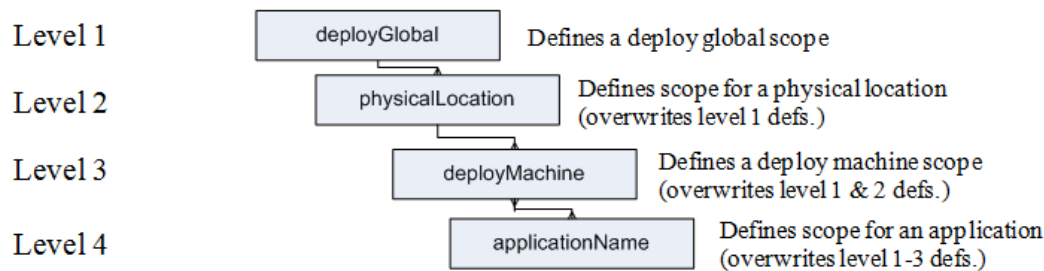 Level 1
deployGlobal
Defines a deploy global scope
Level 2
physicalLocation
Defines scope for a physical location
(overwrites level 1 defs.)
Level 3
deployMachine
Defines a deploy machine scope
(overwrites level 1 & 2 defs.)
Level 4
applicationName
Defines scope for an application
(overwrites level 1-3 defs.)